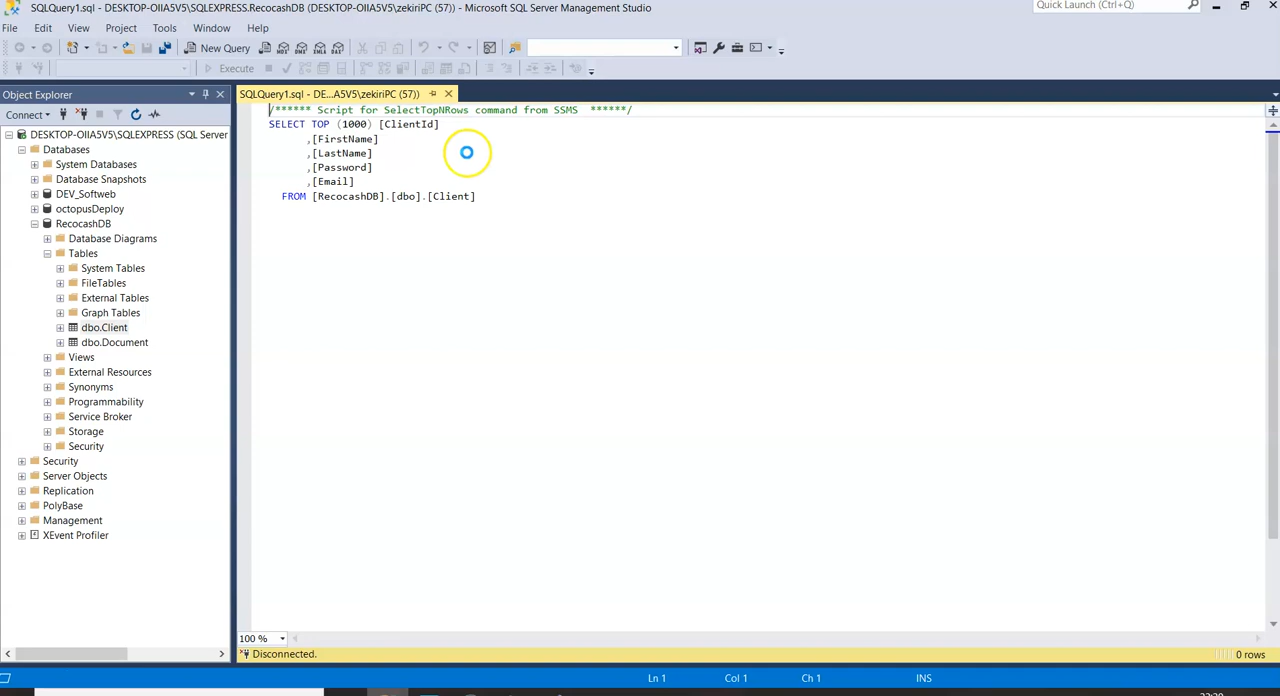 SQLQuery1.sql - DESKTOP-OIIA5V5\SQLEXPRESS.RecocashDB (DESKTOP-OIIA5V5\zekiriPC (57)) - Microsoft SQL Server Management Studio
Quick Launch (Ctrl+Q)
File Edit View Project Tools Window Help
New Query
Execute
Object Explorer
SQLQuery1.sql - DE...A5V5\zekiriPC (57))
Connect
/****** Script for SelectTopNRows command from SSMS ******/
SELECT TOP (1000) [ClientId]
,[FirstName]
,[LastName]
,[Password]
,[Email]
FROM [RecocashDB].[dbo].[Client]
DESKTOP-OIIA5V5\SQLEXPRESS (SQL Server
Databases
System Databases
Database Snapshots
DEV_Softweb
octopusDeploy
RecocashDB
Database Diagrams
Tables
System Tables
FileTables
External Tables
Graph Tables
dbo.Client
dbo.Document
Views
External Resources
Synonyms
Programmability
Service Broker
Storage
Security
Security
Server Objects
Replication
PolyBase
Management
XEvent Profiler
100 %
Disconnected.
0 rows
Ln 1 Col 1 Ch 1 INS